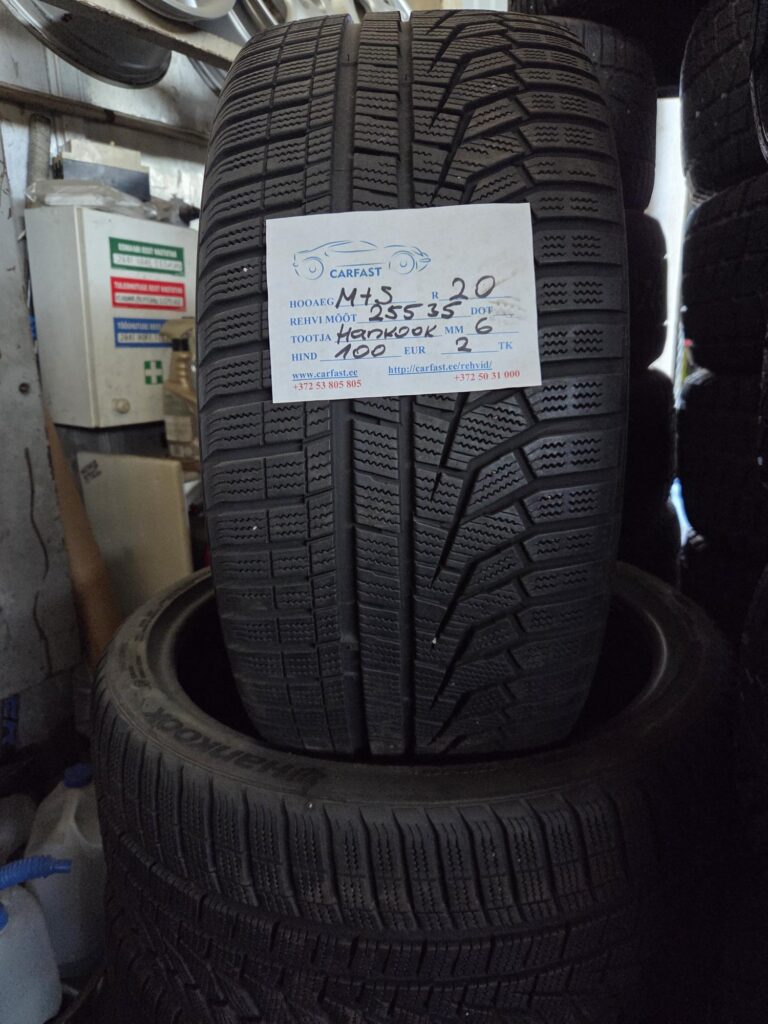 CARFAST
HOOAEG M+S R 20
REHVI MÕÕT 255 35 DOT
TOOTJA Hankook MM 6
HIND 100 EUR 2 TK
www.carfast.ee http://carfast.ee/rehvid/
+372 53 805 805 +372 50 31 000
HANKOOK